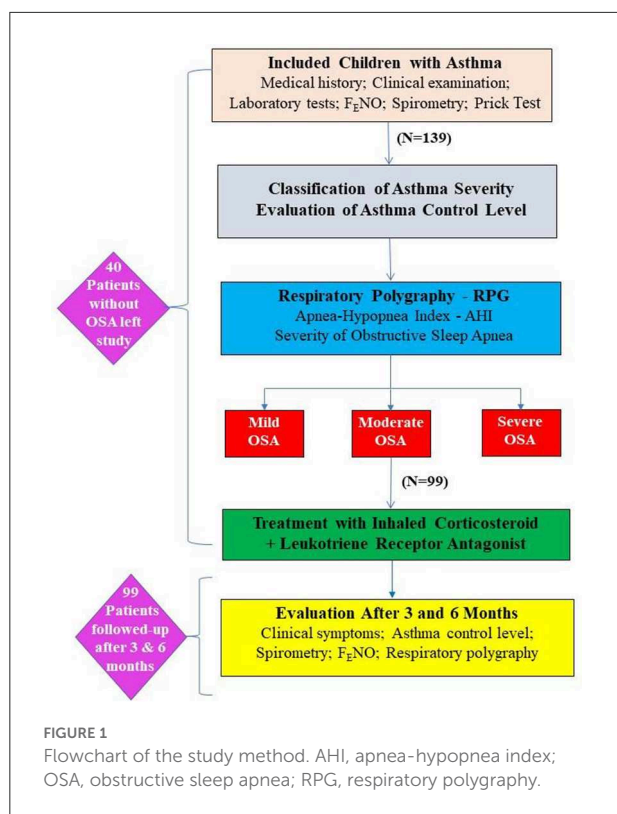 Included Children with Asthma
Medical history; Clinical examination;
Laboratory tests; FENO; Spirometry; Prick Test
(N=139)
Classification of Asthma Severity
Evaluation of Asthma Control Level
40
Patients
without
OSA left
study
Respiratory Polygraphy - RPG
Apnea-Hypopnea Index - AHI
Severity of Obstructive Sleep Apnea
Mild
OSA
Moderate
OSA
Severe
OSA
(N=99)
Treatment with Inhaled Corticosteroid
+ Leukotriene Receptor Antagonist
99
Patients
followed-up
after 3 & 6
months
Evaluation After 3 and 6 Months
Clinical symptoms; Asthma control level;
Spirometry; FENO; Respiratory polygraphy
FIGURE 1
Flowchart of the study method. AHI, apnea-hypopnea index;
OSA, obstructive sleep apnea; RPG, respiratory polygraphy.